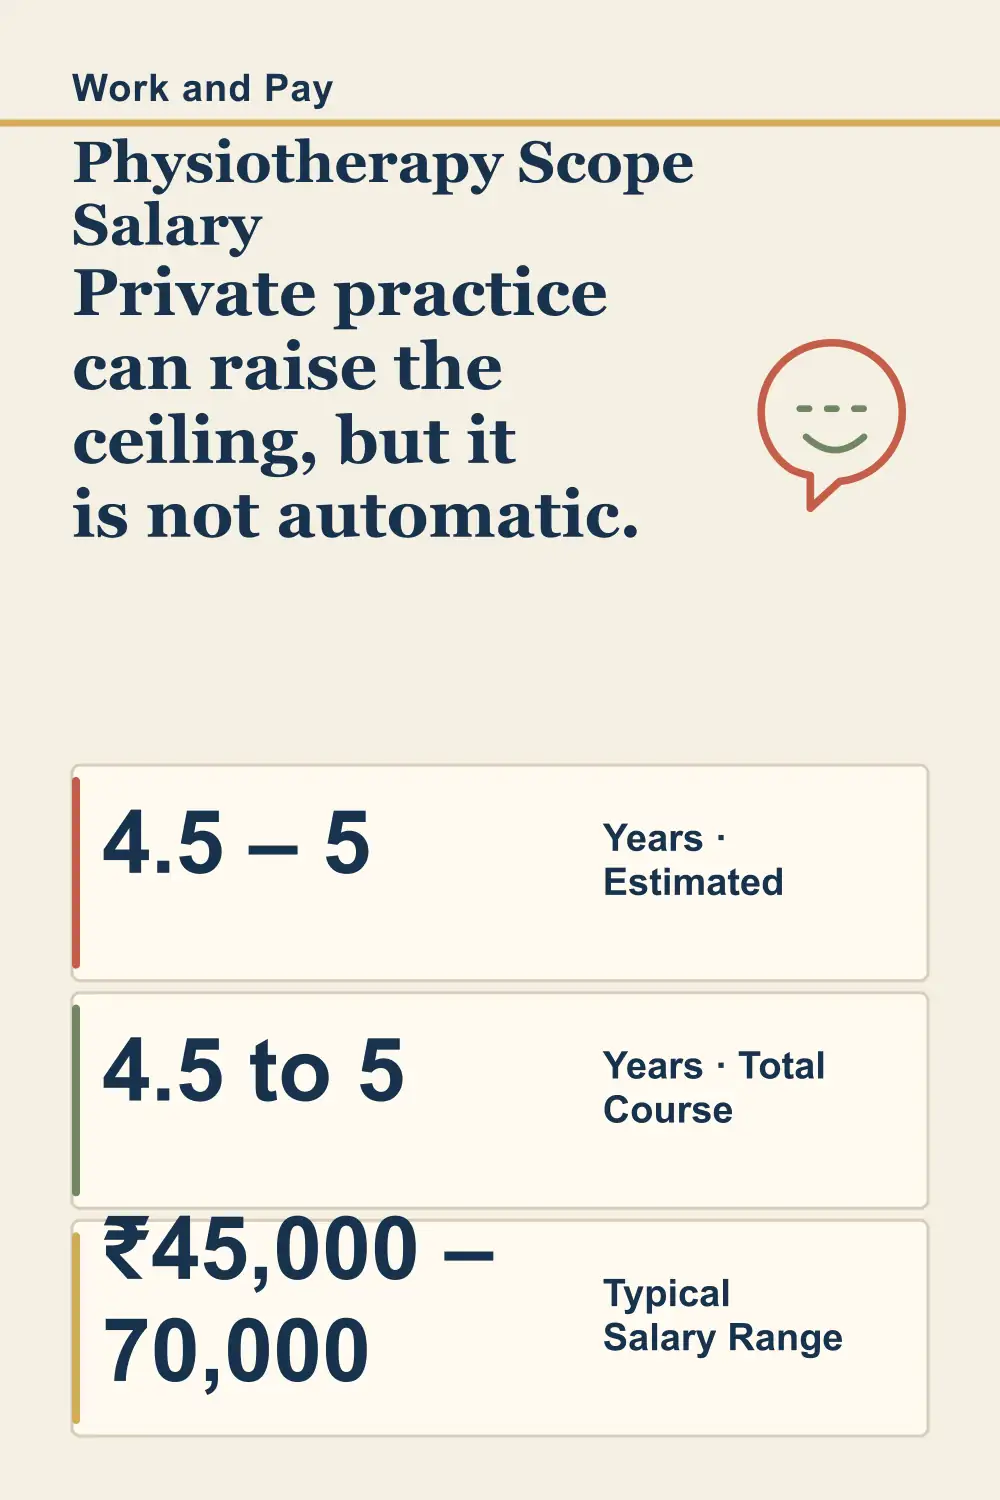 Work and Pay
Physiotherapy Scope
Salary
Private practice
can raise the
ceiling, but it
is not automatic.
4.5 – 5
Years ·
Estimated
4.5 to 5
Years · Total
Course
₹45,000 –
70,000
Typical
Salary Range